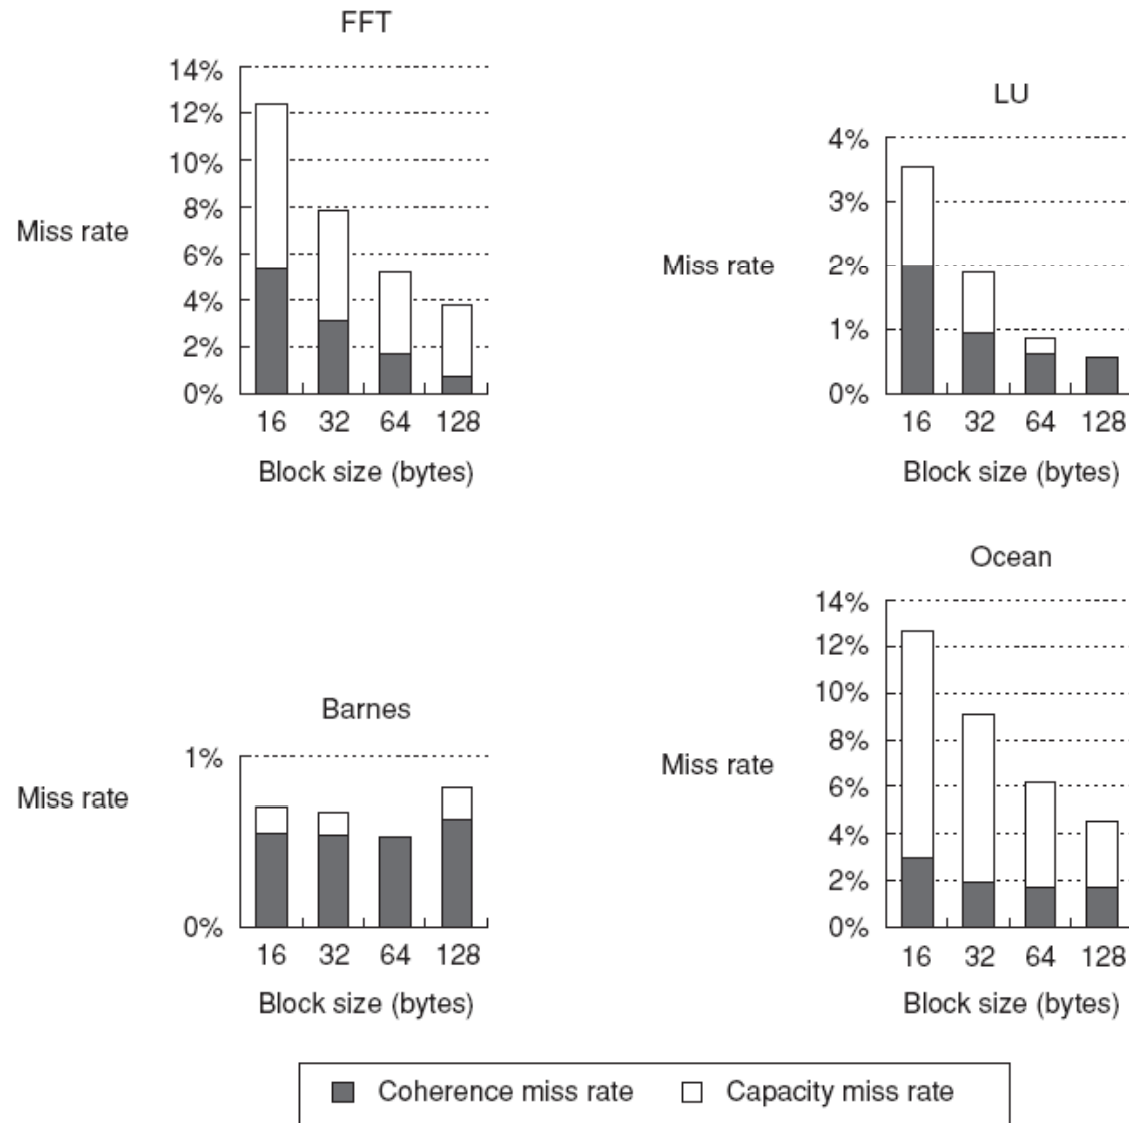 FFT
14%
12%
10%
8%
6%
4%
2%
0%
Miss rate
16 32 64 128
Block size (bytes)
LU
4%
3%
2%
1%
0%
Miss rate
16 32 64 128
Block size (bytes)
Barnes
1%
0%
Miss rate
16 32 64 128
Block size (bytes)
Ocean
14%
12%
10%
8%
6%
4%
2%
0%
Miss rate
16 32 64 128
Block size (bytes)
Coherence miss rate Capacity miss rate